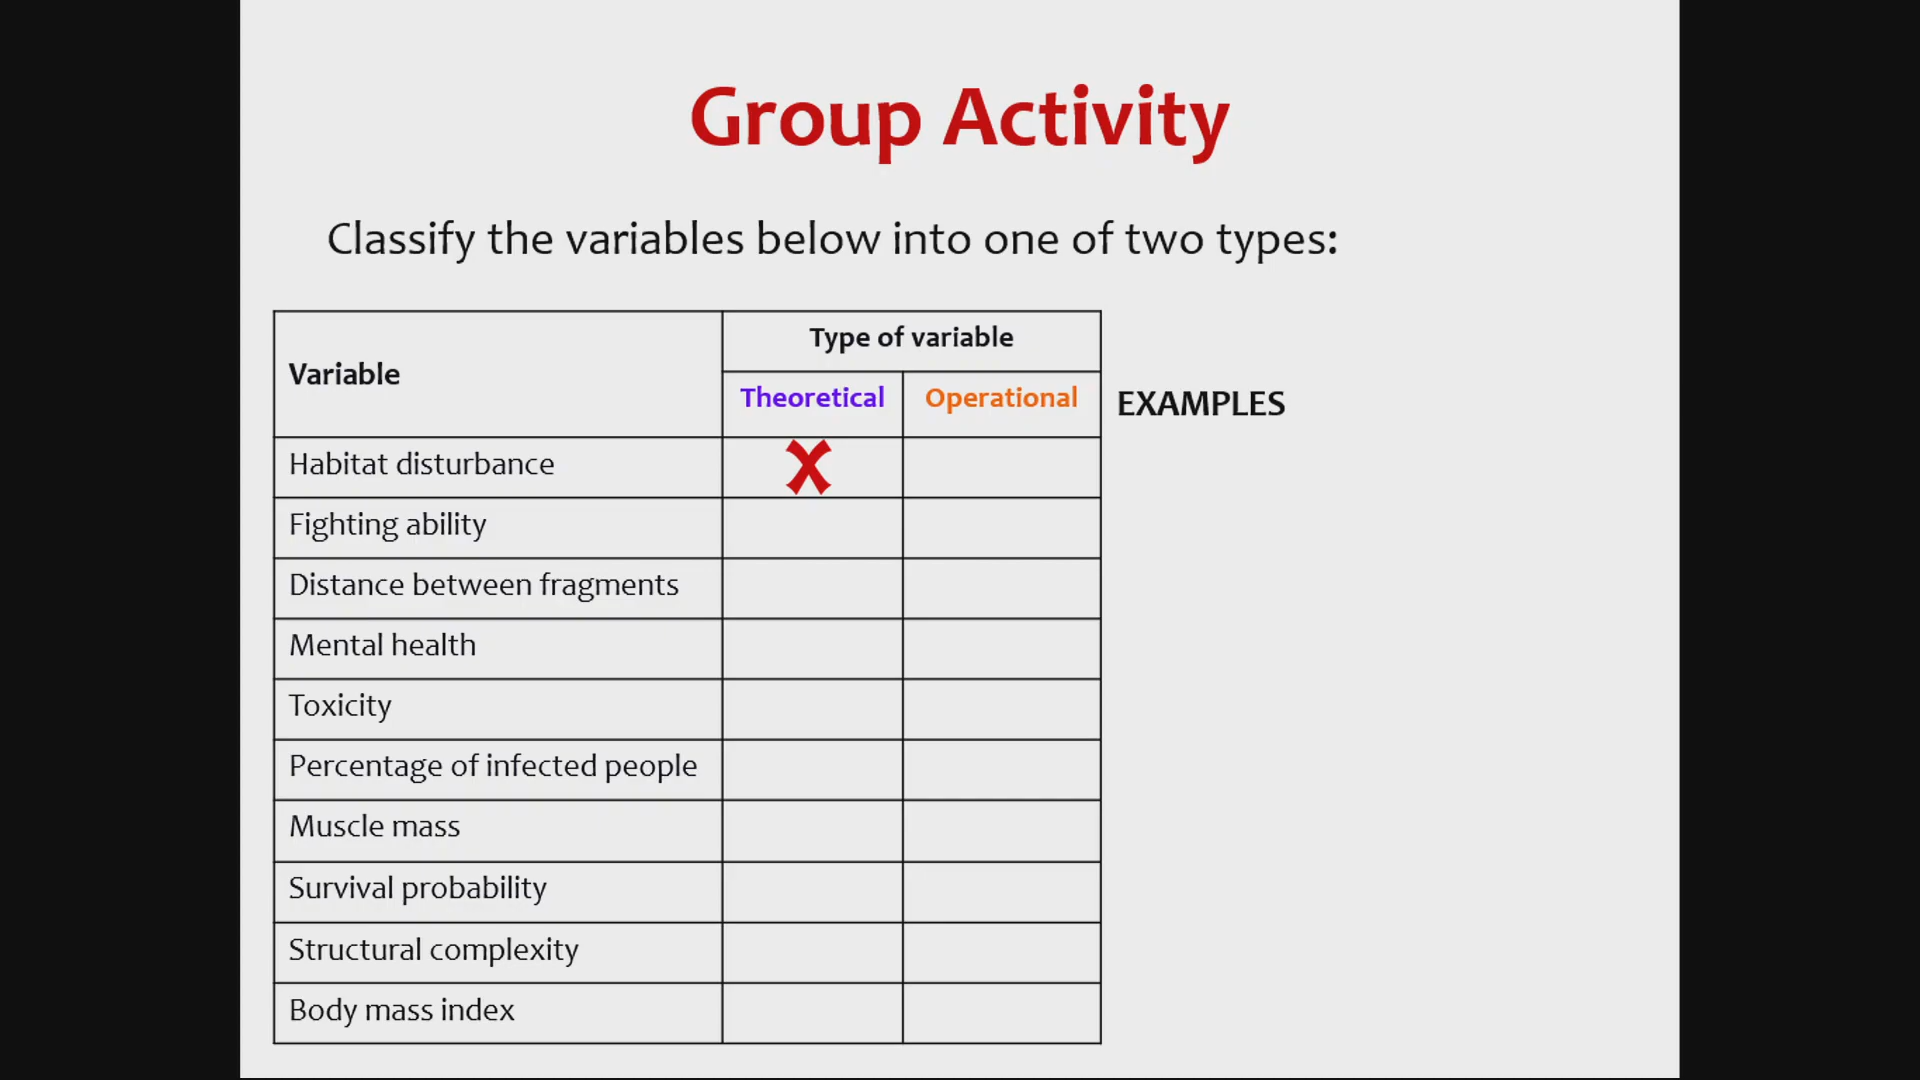 Group Activity
Classify the variables below into one of two types:
Variable
Type of variable
Theoretical
Operational
EXAMPLES
Habitat disturbance
X
Fighting ability
Distance between fragments
Mental health
Toxicity
Percentage of infected people
Muscle mass
Survival probability
Structural complexity
Body mass index